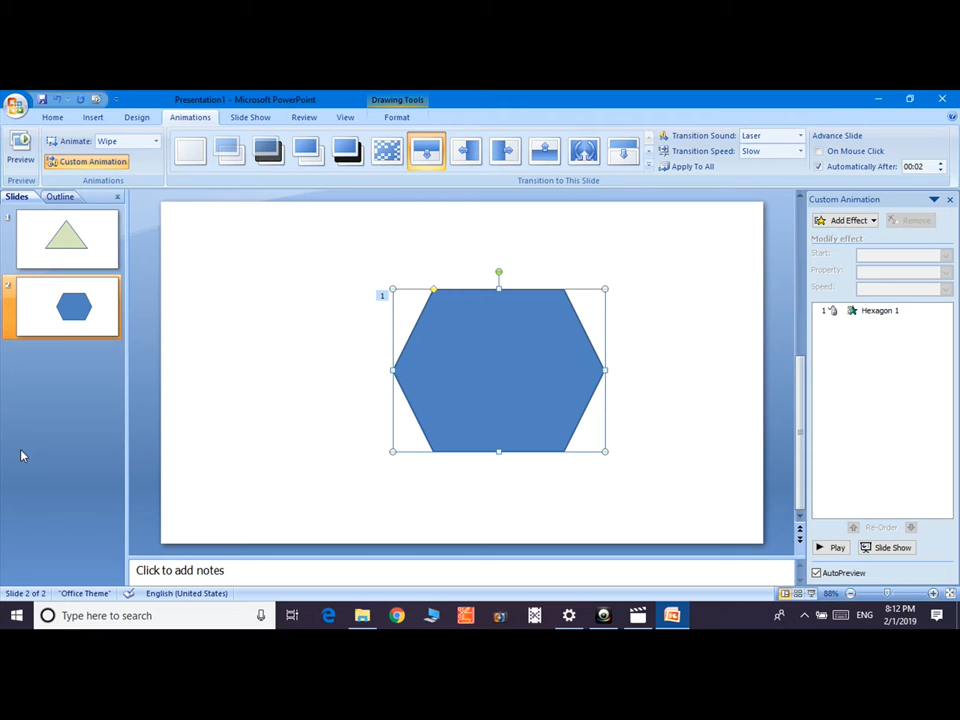 Presentation1 - Microsoft PowerPoint
Drawing Tools
Home Insert Design Animations Slide Show Review View Format
Preview
Animate: Wipe
Custom Animation
Transition Sound: Laser
Transition Speed: Slow
Apply To All
Advance Slide
On Mouse Click
Automatically After: 00:02
Preview Animations Transition to This Slide
Slides Outline
1
2
1
Custom Animation
Add Effect
Remove
Modify effect
Start:
Property:
Speed:
1 Hexagon 1
Re-Order
Play
Slide Show
AutoPreview
Click to add notes
Slide 2 of 2 "Office Theme" English (United States) 88%
Type here to search
ENG
8:12 PM
2/1/2019